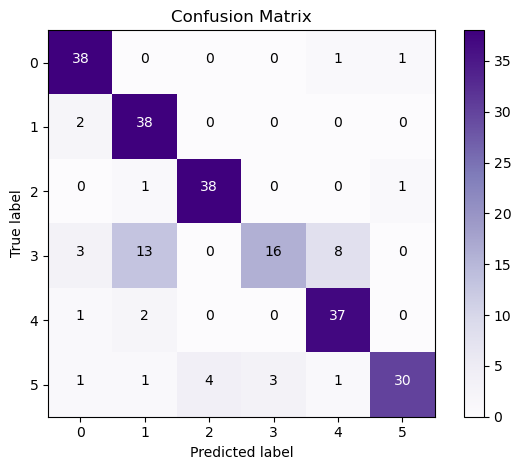 Confusion Matrix
True label
0 38 0 0 0 1 1
1 2 38 0 0 0 0
2 0 1 38 0 0 1
3 3 13 0 16 8 0
4 1 2 0 0 37 0
5 1 1 4 3 1 30
0 1 2 3 4 5
Predicted label
35
30
25
20
15
10
5
0